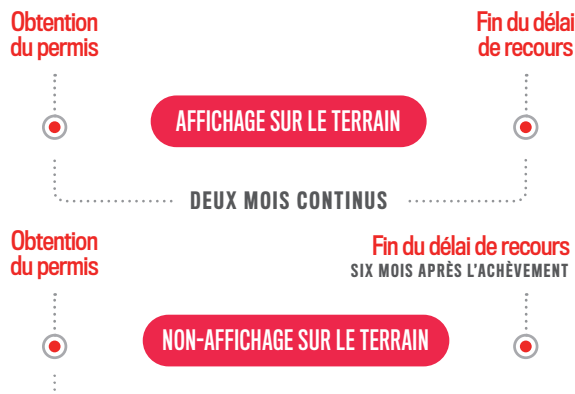 Obtention
du permis
Fin du délai
de recours
AFFICHAGE SUR LE TERRAIN
DEUX MOIS CONTINUS
Obtention
du permis
Fin du délai de recours
SIX MOIS APRÈS L'ACHÈVEMENT
NON-AFFICHAGE SUR LE TERRAIN